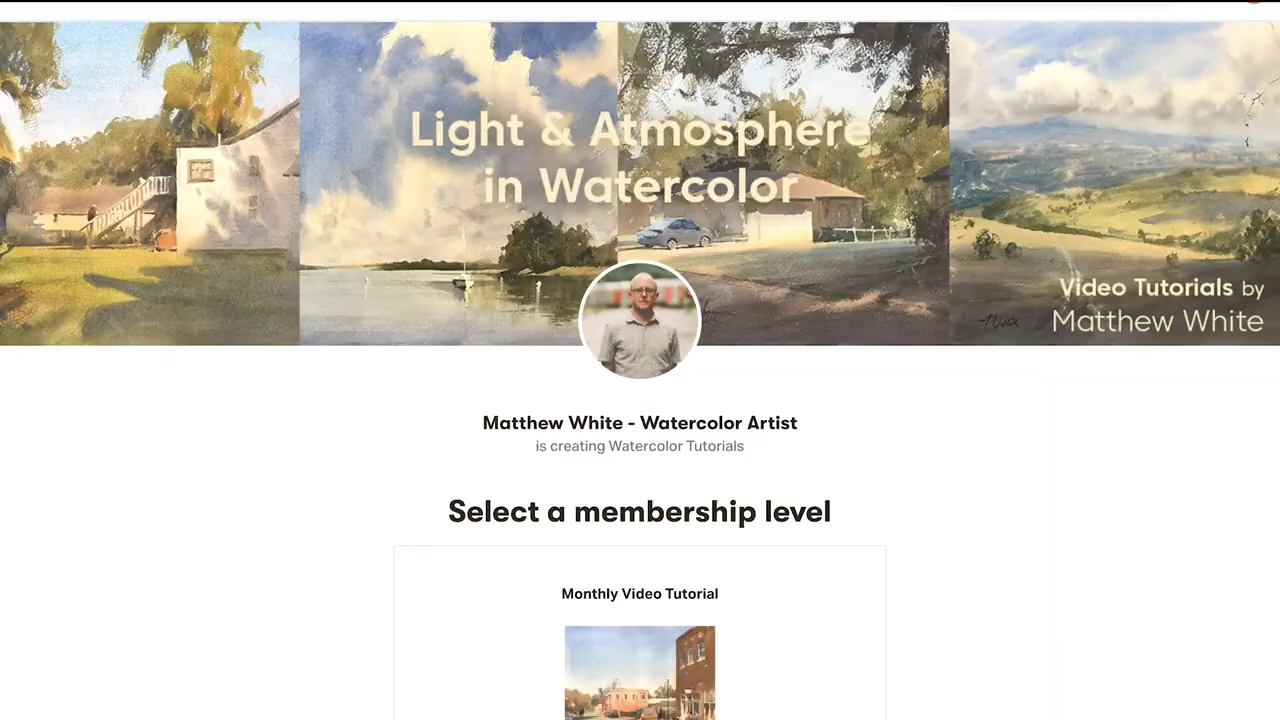 Light & Atmosphere
in Watercolor
Video Tutorials by
Matthew White
Matthew White - Watercolor Artist
is creating Watercolor Tutorials
Select a membership level
Monthly Video Tutorial